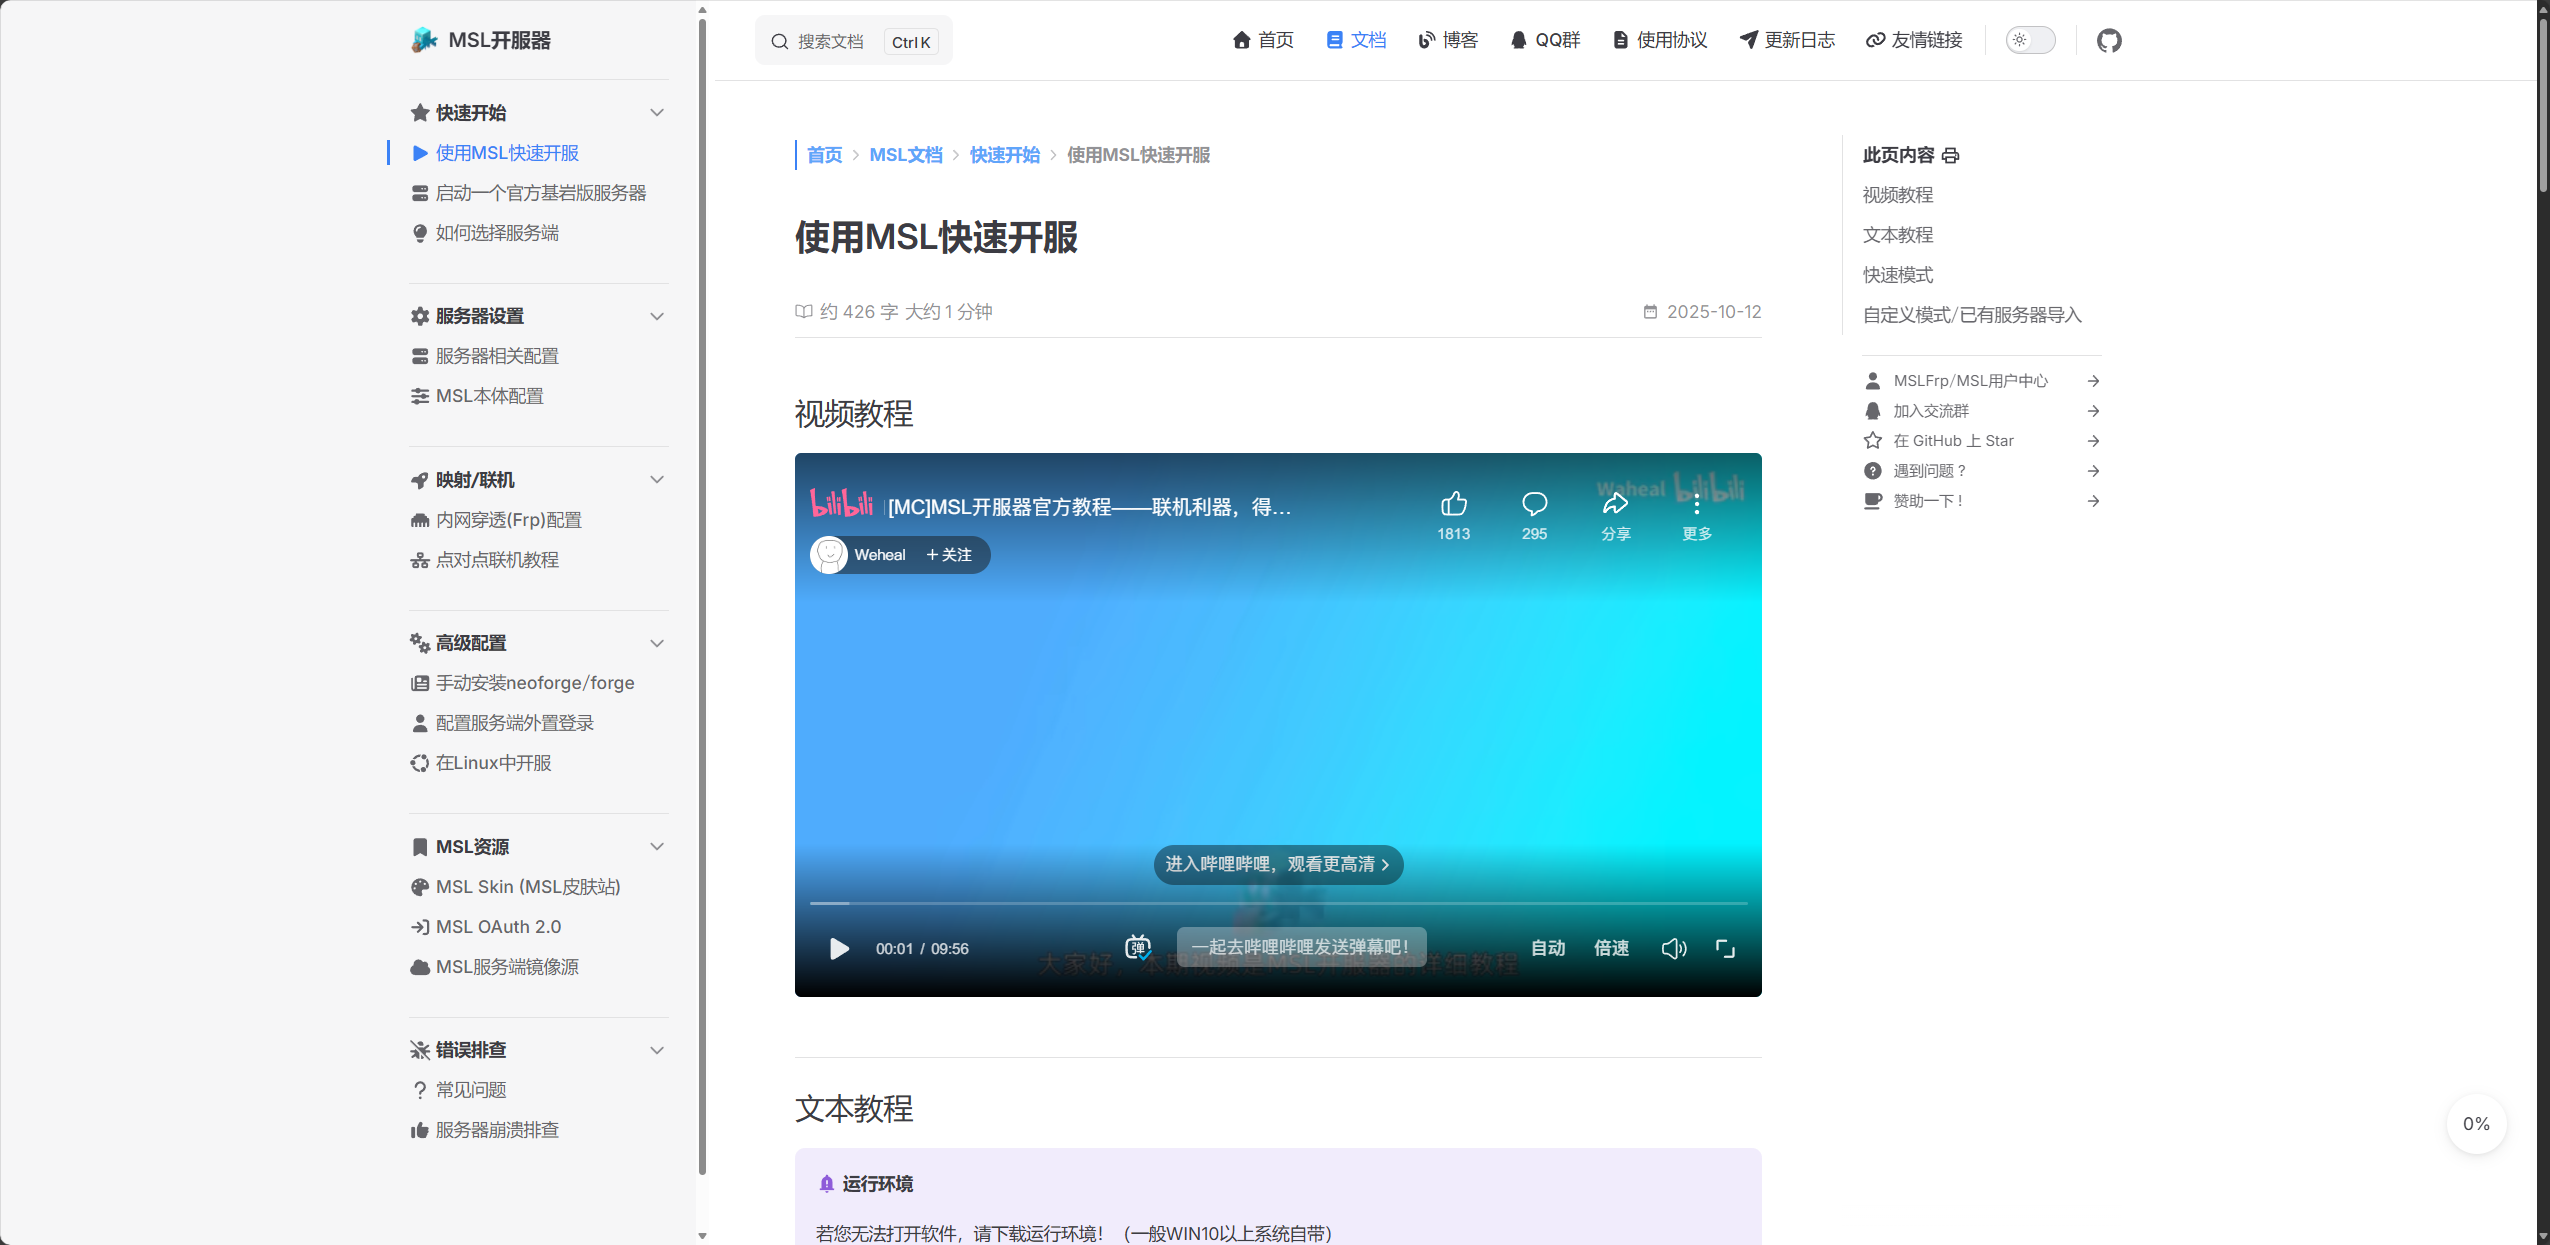 MSL开服器
搜索文档 Ctrl K
首页 文档 博客 QQ群 使用协议 更新日志 友情链接
快速开始
使用MSL快速开服
启动一个官方基岩版服务器
如何选择服务端
服务器设置
服务器相关配置
MSL本体配置
映射/联机
内网穿透(Frp)配置
点对点联机教程
高级配置
手动安装neoforge/forge
配置服务端外置登录
在Linux中开服
MSL资源
MSL Skin (MSL皮肤站)
MSL OAuth 2.0
MSL服务端镜像源
错误排查
常见问题
服务器崩溃排查
首页 > MSL文档 > 快速开始 > 使用MSL快速开服
使用MSL快速开服
约 426 字 大约 1 分钟
2025-10-12
视频教程
bilibili [MC]MSL开服器官方教程——联机利器，得...
Waheal bilibili
1813 295 分享 更多
Weheal + 关注
进入哔哩哔哩，观看更高清 >
00:01 / 09:56
弹
一起去哔哩哔哩发送弹幕吧！
自动 倍速
大家好，本期视频是MSL开服器的详细教程
文本教程
运行环境
若您无法打开软件，请下载运行环境！（一般WIN10以上系统自带）
此页内容
视频教程
文本教程
快速模式
自定义模式/已有服务器导入
MSLFrp/MSL用户中心
加入交流群
在 GitHub 上 Star
遇到问题？
赞助一下！
0%